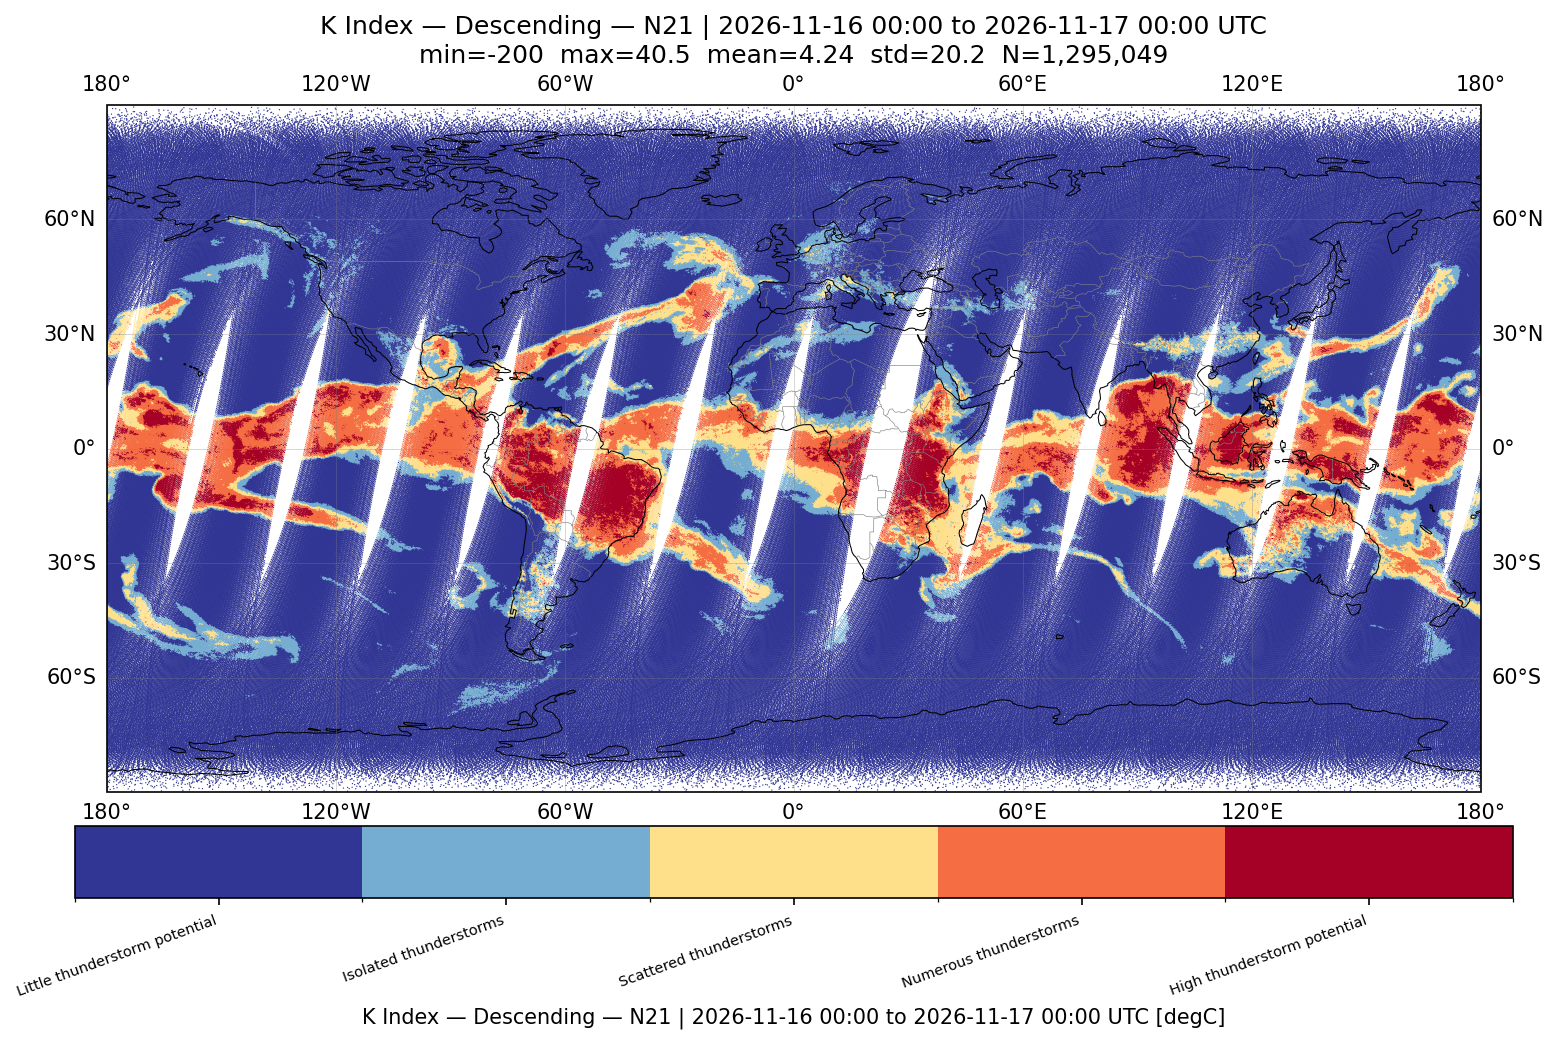 K Index — Descending — N21 | 2026-11-16 00:00 to 2026-11-17 00:00 UTC
min=-200 max=40.5 mean=4.24 std=20.2 N=1,295,049
180° 120°W 60°W 0° 60°E 120°E 180°
60°N 60°N
30°N 30°N
0° 0°
30°S 30°S
60°S 60°S
180° 120°W 60°W 0° 60°E 120°E 180°
Little thunderstorm potential
Isolated thunderstorms
Scattered thunderstorms
Numerous thunderstorms
High thunderstorm potential
K Index — Descending — N21 | 2026-11-16 00:00 to 2026-11-17 00:00 UTC [degC]